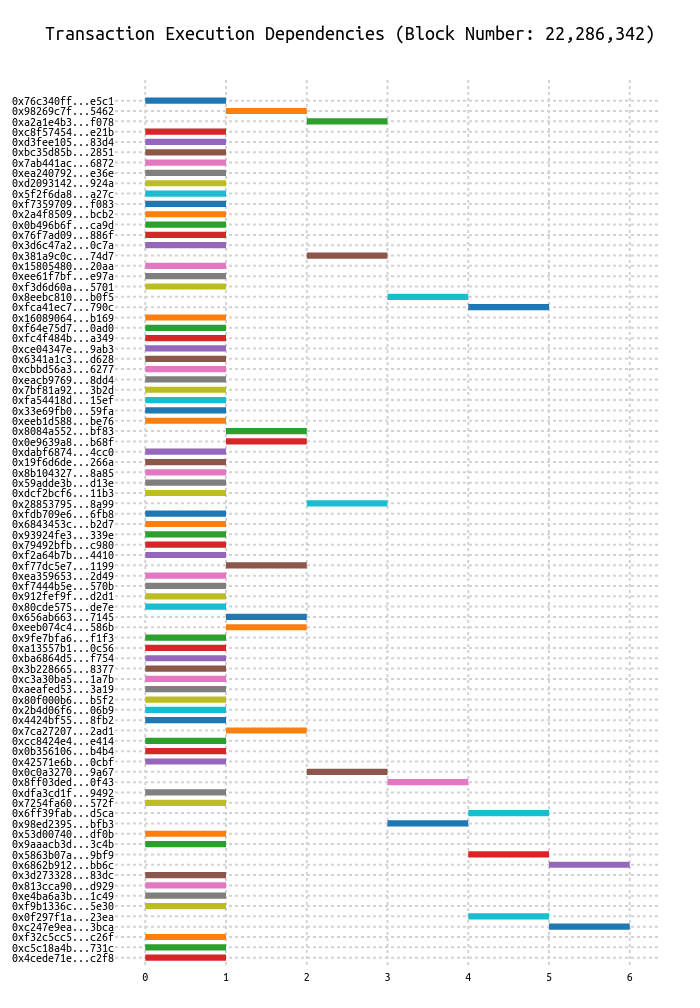 Transaction Execution Dependencies (Block Number: 22,286,342)
0x76c340ff...e5c1
0x98269c7f...5462
0xa2a1e4b3...f078
0xc8f57454...e21b
0xd3fee105...83d4
0xbc35d85b...2851
0x7ab441ac...6872
0xea240792...e36e
0xd2093142...924a
0x5f2f6da8...a27c
0xf7359709...f083
0x2a4f8509...bcb2
0x0b496b6f...ca9d
0x76f7ad09...886f
0x3d6c47a2...0c7a
0x381a9c0c...74d7
0x15805480...20aa
0xee61f7bf...e97a
0xf3d6d60a...5701
0x8eebc810...b0f5
0xfca41ec7...790c
0x16089064...b169
0xf64e75d7...0ad0
0xfc4f484b...a349
0xce04347e...9ab3
0x6341a1c3...d628
0xcbbd56a3...6277
0xeacb9769...8dd4
0x7bf81a92...3b2d
0xfa54418d...15ef
0x33e69fb0...59fa
0xeeb1d588...be76
0x8084a552...bf83
0x0e9639a8...b68f
0xdabf6874...4cc0
0x19f6d6de...266a
0x8b104327...8a85
0x59adde3b...d13e
0xdcf2bcf6...11b3
0x28853795...8a99
0xfdb709e6...6fb8
0x6843453c...b2d7
0x93924fe3...339e
0x79492bfb...c980
0xf2a64b7b...4410
0xf77dc5e7...1199
0xea359653...2d49
0xf7444b5e...570b
0x912fef9f...d2d1
0x80cde575...de7e
0x656ab663...7145
0xeeb074c4...586b
0x9fe7bfa6...f1f3
0xa13557b1...0c56
0xba6864d5...f754
0x3b228665...8377
0xc3a30ba5...1a7b
0xaeafed53...3a19
0x80f000b6...b5f2
0x2b4d06f6...06b9
0x4424bf55...8fb2
0x7ca27207...2ad1
0xcc8424e4...e414
0x0b356106...b4b4
0x42571e6b...0cbf
0x0c0a3270...9a67
0x8ff03ded...0f43
0xdfa3cd1f...9492
0x7254fa60...572f
0x6ff39fab...d5ca
0x98ed2395...bfb3
0x53d00740...df0b
0x9aaacb3d...3c4b
0x5863b07a...9bf9
0x6862b912...bb6c
0x3d273328...83dc
0x813cca90...d929
0xe4ba6a3b...1c49
0xf9b1336c...5e30
0x0f297f1a...23ea
0xc247e9ea...3bca
0xf32c5cc5...c26f
0xc5c18a4b...731c
0x4cede71e...c2f8
0 1 2 3 4 5 6